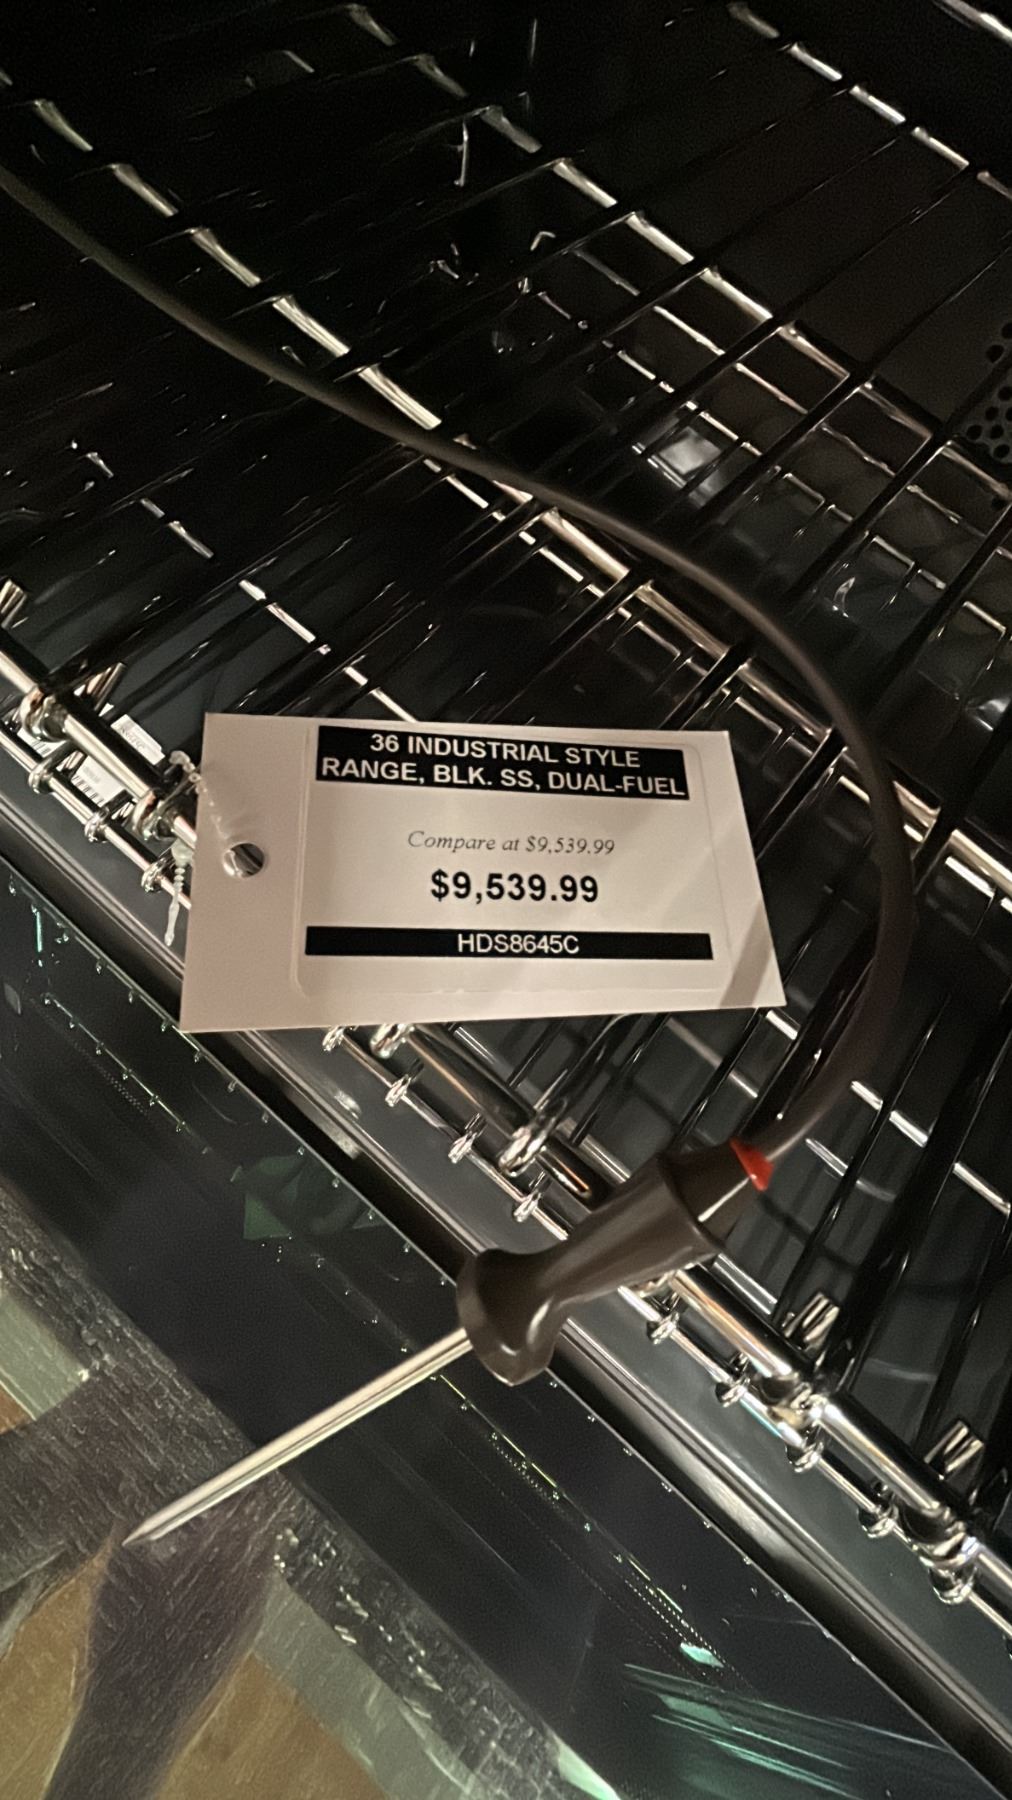 36 INDUSTRIAL STYLE
RANGE, BLK. SS, DUAL-FUEL
Compare at $9,539.99
$9,539.99
HDS8645C